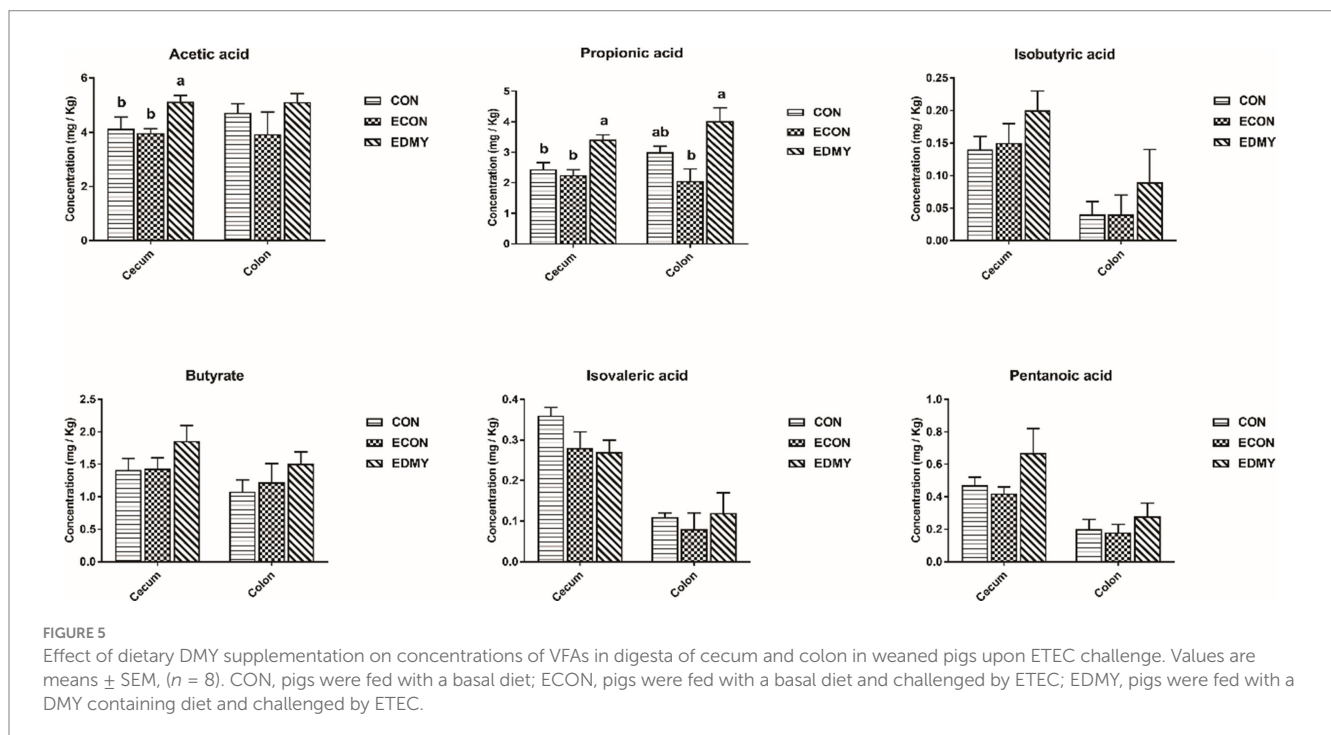 Acetic acid
Concentration (mg / Kg)
6
4
2
0
b
b
a
Cecum
Colon
CON
ECON
EDMY
Propionic acid
Concentration (mg / Kg)
5
4
3
2
1
0
b
b
a
ab
b
a
Cecum
Colon
CON
ECON
EDMY
Isobutyric acid
Concentration (mg / Kg)
0.25
0.20
0.15
0.10
0.05
0.00
Cecum
Colon
CON
ECON
EDMY
Butyrate
Concentration (mg / Kg)
2.5
2.0
1.5
1.0
0.5
0.0
Cecum
Colon
CON
ECON
EDMY
Isovaleric acid
Concentration (mg / Kg)
0.4
0.3
0.2
0.1
0.0
Cecum
Colon
CON
ECON
EDMY
Pentanoic acid
Concentration (mg / Kg)
1.0
0.8
0.6
0.4
0.2
0.0
Cecum
Colon
CON
ECON
EDMY
FIGURE 5
Effect of dietary DMY supplementation on concentrations of VFAs in digesta of cecum and colon in weaned pigs upon ETEC challenge. Values are
means ± SEM, (n = 8). CON, pigs were fed with a basal diet; ECON, pigs were fed with a basal diet and challenged by ETEC; EDMY, pigs were fed with a
DMY containing diet and challenged by ETEC.